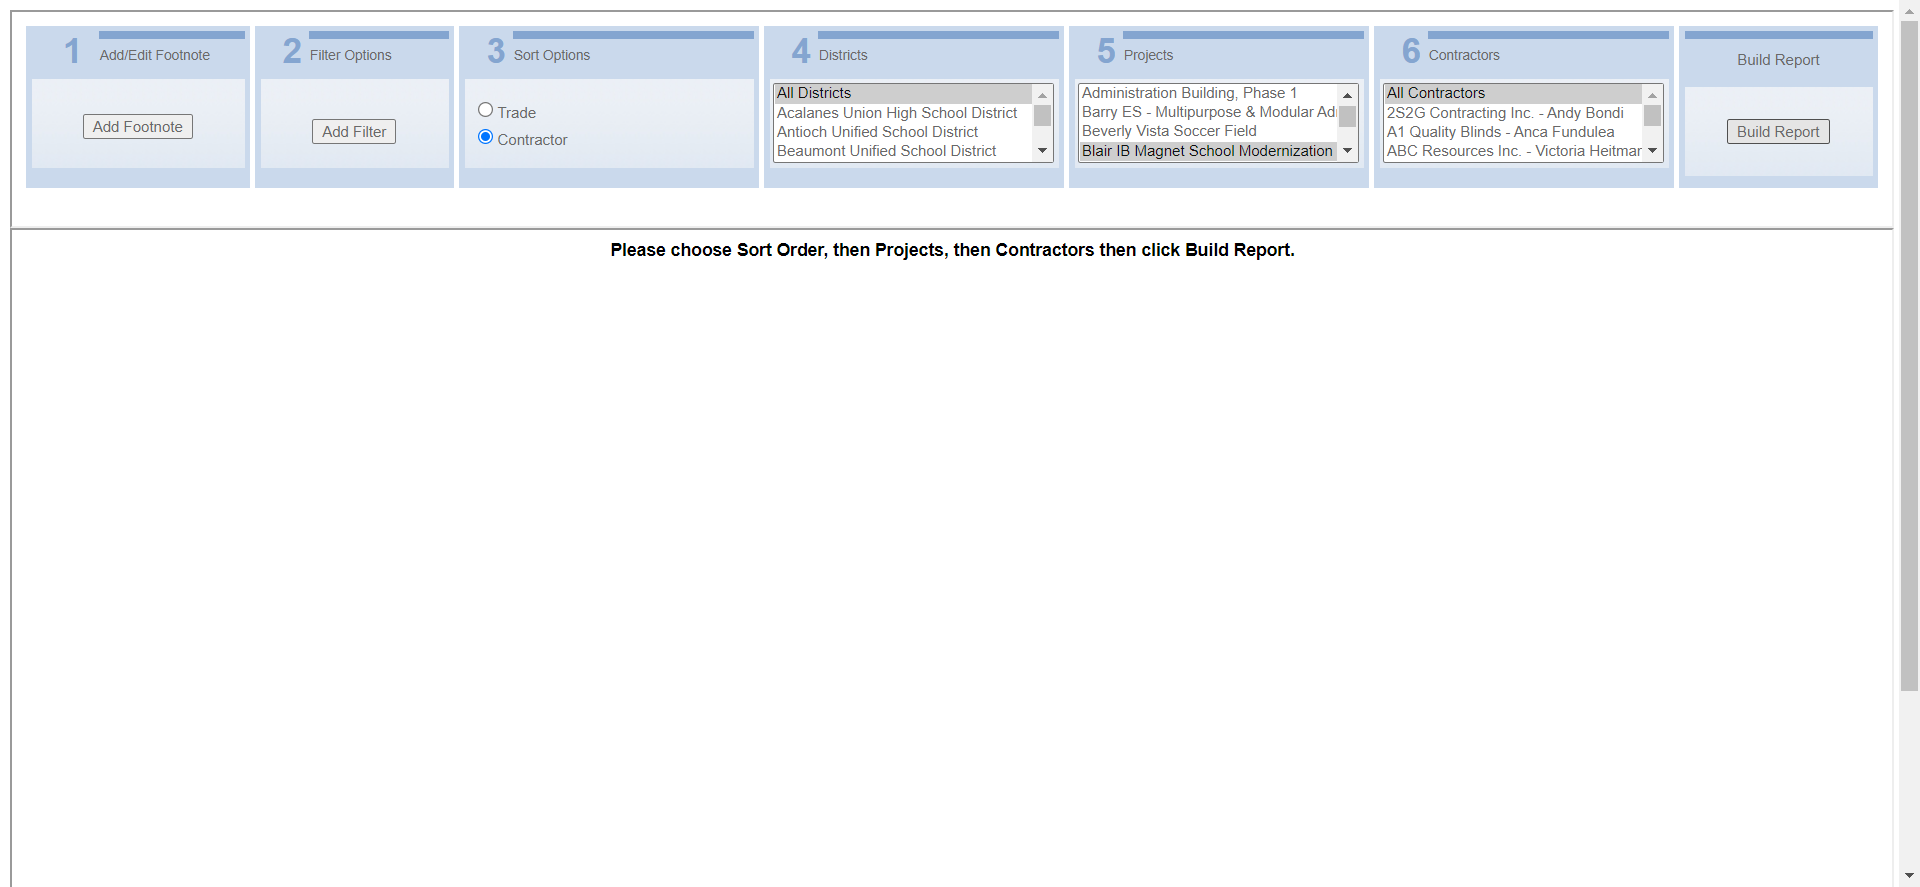 1 Add/Edit Footnote
Add Footnote
2 Filter Options
Add Filter
3 Sort Options
Trade
Contractor
4 Districts
All Districts
Acalanes Union High School District
Antioch Unified School District
Beaumont Unified School District
5 Projects
Administration Building, Phase 1
Barry ES - Multipurpose & Modular
Beverly Vista Soccer Field
Blair IB Magnet School Modernization
6 Contractors
All Contractors
2S2G Contracting Inc. - Andy Bondi
A1 Quality Blinds - Anca Fundulea
ABC Resources Inc. - Victoria
Build Report
Build Report
Please choose Sort Order, then Projects, then Contractors then click Build Report.